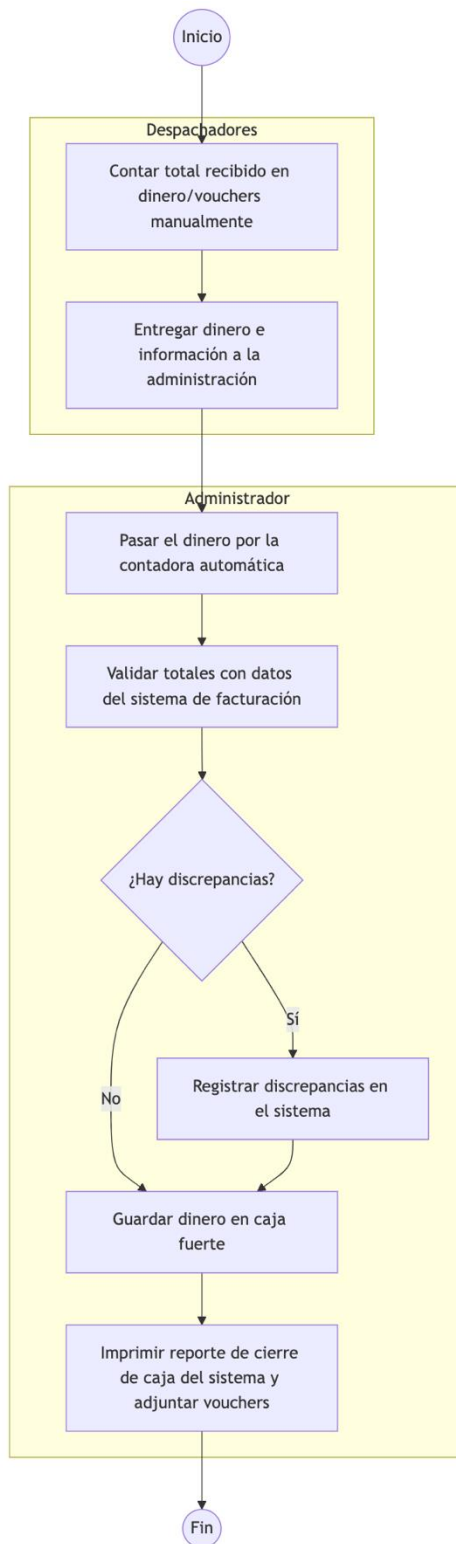 Inicio
Despachadores
Contar total recibido en
dinero/vouchers
manualmente
Entregar dinero e
información a la
administración
Administrador
Pasar el dinero por la
contadora automática
Validar totales con datos
del sistema de facturación
¿Hay discrepancias?
Sí
Registrar discrepancias en
el sistema
No
Guardar dinero en caja
fuerte
Imprimir reporte de cierre
de caja del sistema y
adjuntar vouchers
Fin